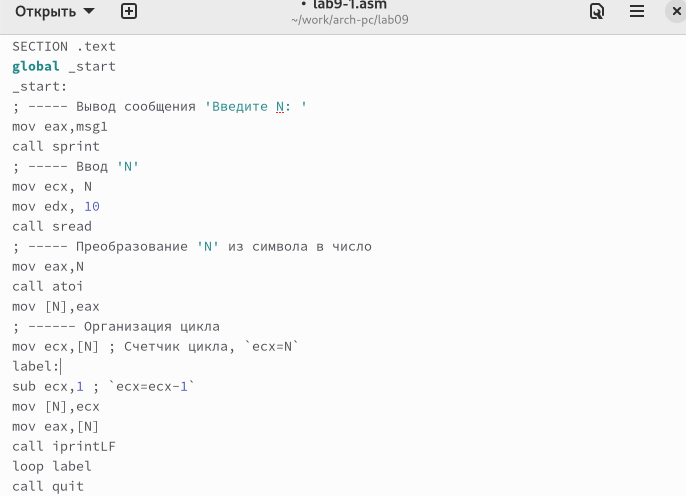 Открыть
• lab9-1.asm
~/work/arch-pc/lab09
SECTION .text
global _start
_start:
; ----- Вывод сообщения 'Введите N: '
mov eax,msg1
call sprint
; ----- Ввод 'N'
mov ecx, N
mov edx, 10
call sread
; ----- Преобразование 'N' из символа в число
mov eax,N
call atoi
mov [N],eax
; ------ Организация цикла
mov ecx,[N] ; Счетчик цикла, `ecx=N`
label:
sub ecx,1 ; `ecx=ecx-1`
mov [N],ecx
mov eax,[N]
call iprintLF
loop label
call quit